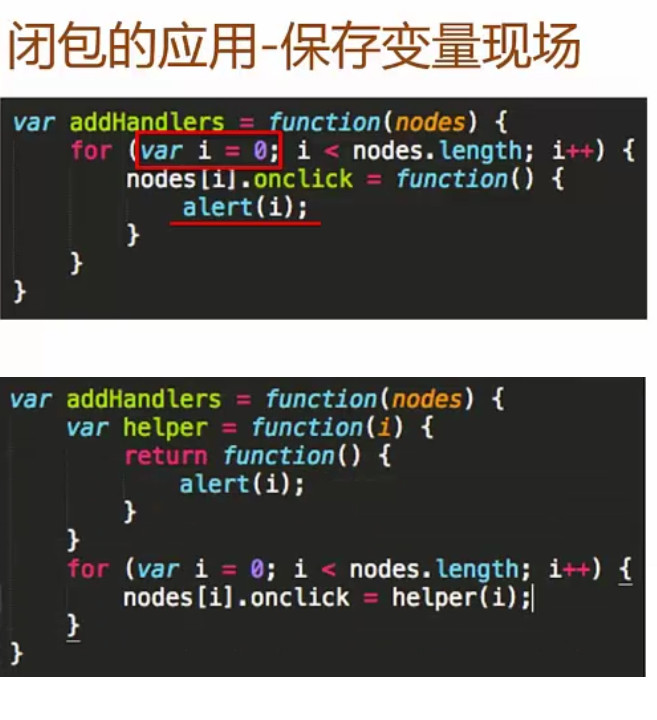 闭包的应用-保存变量现场
var addHandlers = function(nodes) {
    for (var i = 0; i < nodes.length; i++) {
        nodes[i].onclick = function() {
            alert(i);
        }
    }
}
var addHandlers = function(nodes) {
    var helper = function(i) {
        return function() {
            alert(i);
        }
    }
    for (var i = 0; i < nodes.length; i++) {
        nodes[i].onclick = helper(i);
    }
}